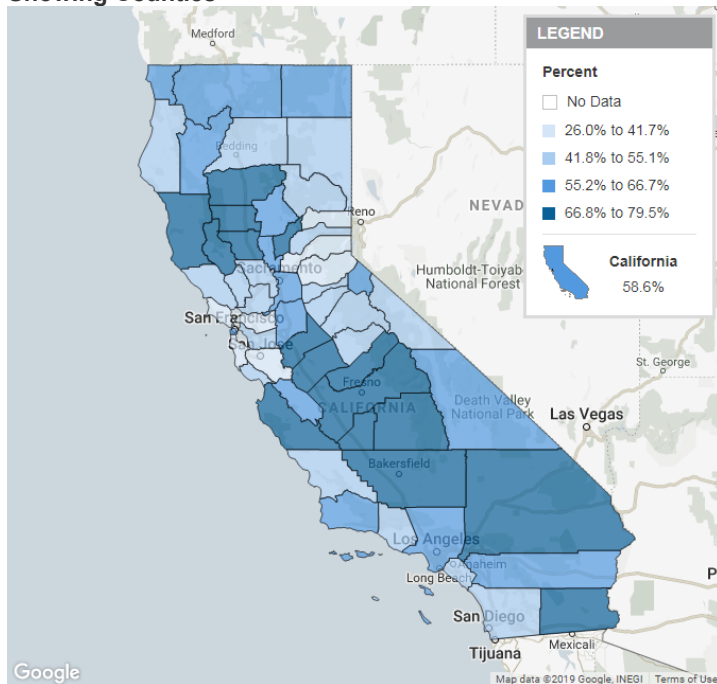 Showing Counties
Medford
LEGEND
Percent
No Data
26.0% to 41.7%
41.8% to 55.1%
55.2% to 66.7%
66.8% to 79.5%
California
58.6%
Redding
NEVAD
Reno
Sacramento
Humboldt-Toiyab
National Forest
San Francisco
San Jose
St. George
Fresno
Death Valley
National Park
CALIFORNIA
Las Vegas
Bakersfield
Los Angeles
Anaheim
Long Beach
P
San Diego
Tijuana
Mexicali
Google
Map data ©2019 Google, INEGI
Terms of Use